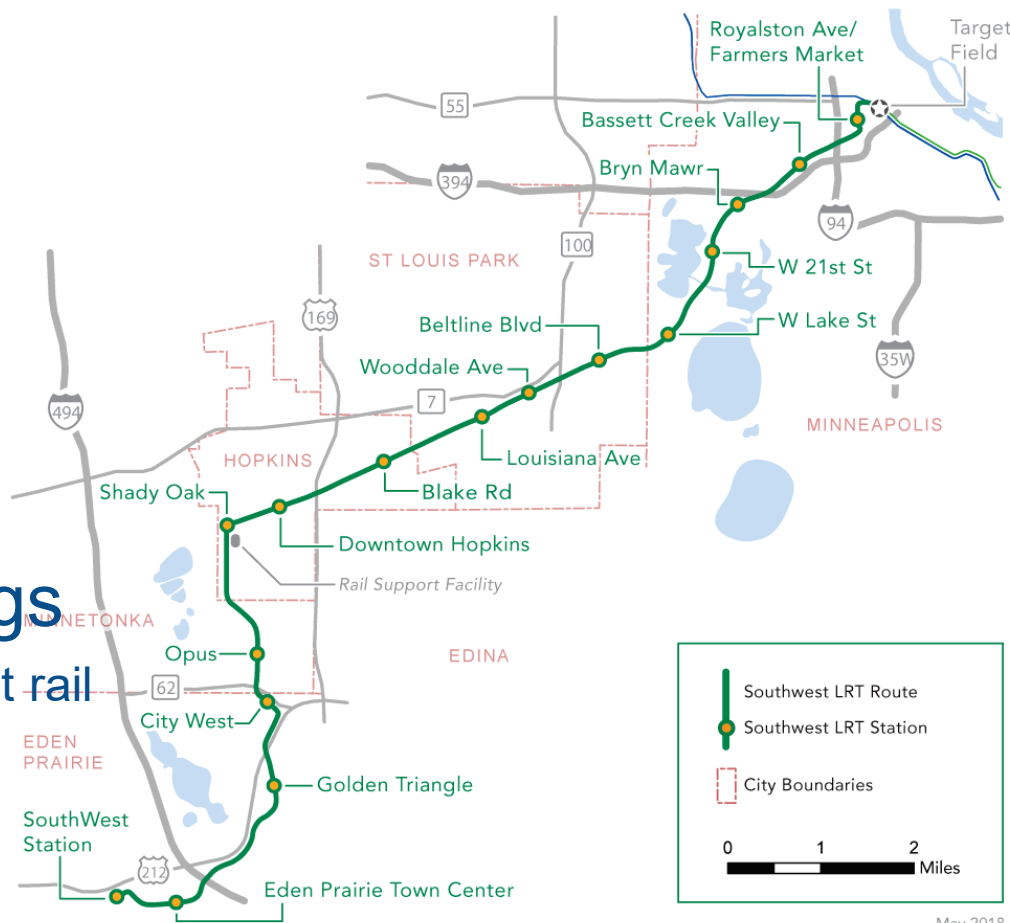 Royalston Ave/
Farmers Market
Target
Field
55
Bassett Creek Valley
Bryn Mawr
394
94
100
ST LOUIS PARK
W 21st St
169
Beltline Blvd
W Lake St
Wooddale Ave
35W
7
494
MINNEAPOLIS
HOPKINS
Louisiana Ave
Shady Oak
Blake Rd
Downtown Hopkins
Rail Support Facility
gs
MINNETONKA
Opus
EDINA
t rail
62
City West
Southwest LRT Route
Southwest LRT Station
EDEN
PRAIRIE
Golden Triangle
City Boundaries
SouthWest
Station
0 1 2
Miles
212
Eden Prairie Town Center
May 2018